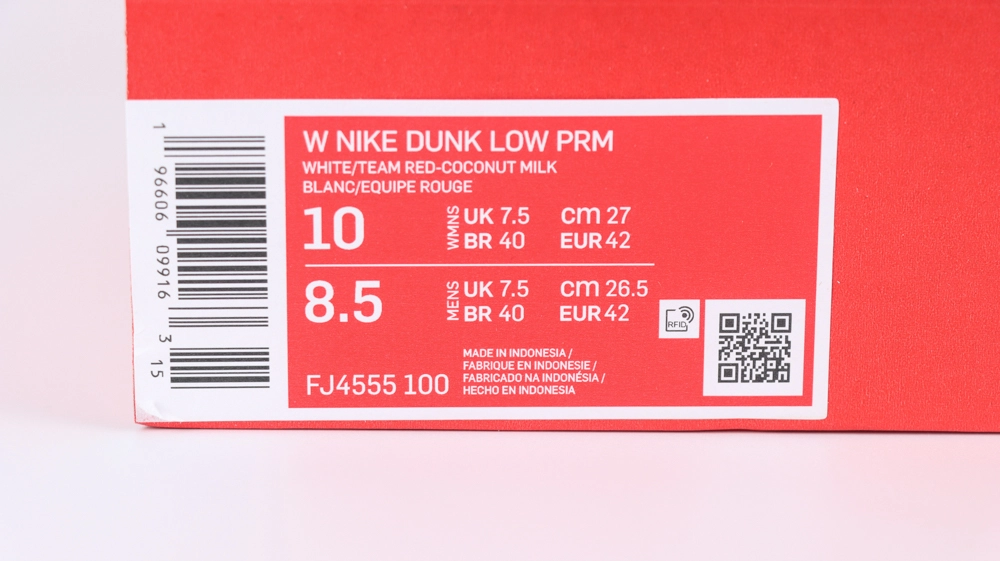 1 96606 09916 3 15
W NIKE DUNK LOW PRM
WHITE/TEAM RED-COCONUT MILK
BLANC/EQUIPE ROUGE
10 WMNS UK 7.5 cm 27
BR 40 EUR 42
8.5 MENS UK 7.5 cm 26.5
BR 40 EUR 42
RFID
FJ4555 100
MADE IN INDONESIA /
FABRIQUE EN INDONESIE /
FABRICADO NA INDONÉSIA /
HECHO EN INDONESIA